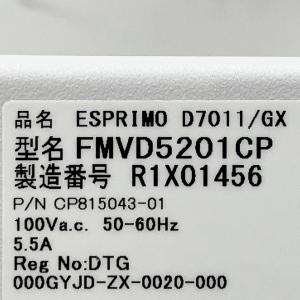 品名 ESPRIMO D7011/GX
型名 FMVD5201CP
製造番号 R1X01456
P/N CP815043-01
100Va.c. 50-60Hz
5.5A
Reg No:DTG
000GYJD-ZX-0020-000